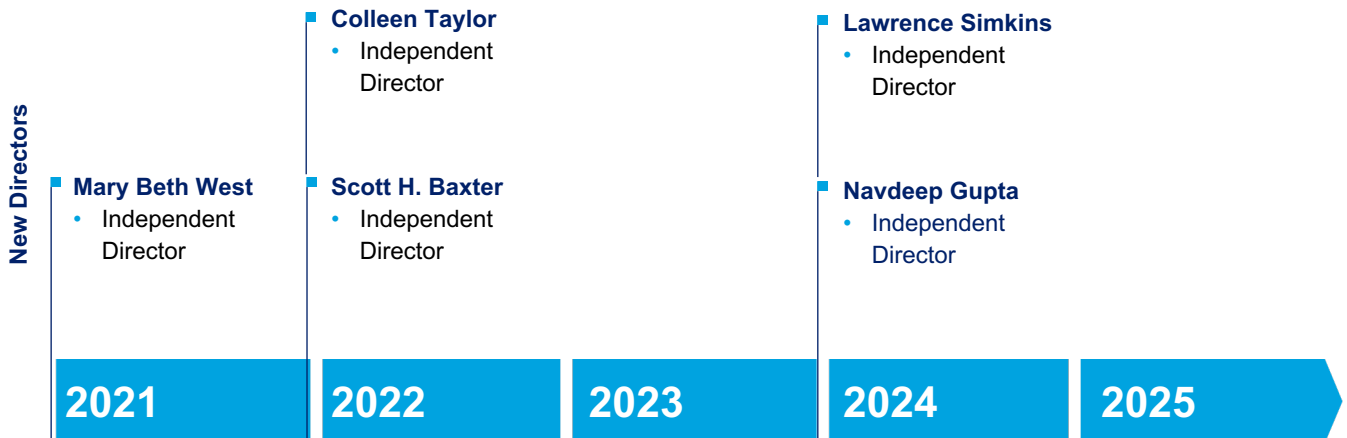 New Directors
Colleen Taylor
• Independent
Director
Lawrence Simkins
• Independent
Director
Mary Beth West
• Independent
Director
Scott H. Baxter
• Independent
Director
Navdeep Gupta
• Independent
Director
2021
2022
2023
2024
2025